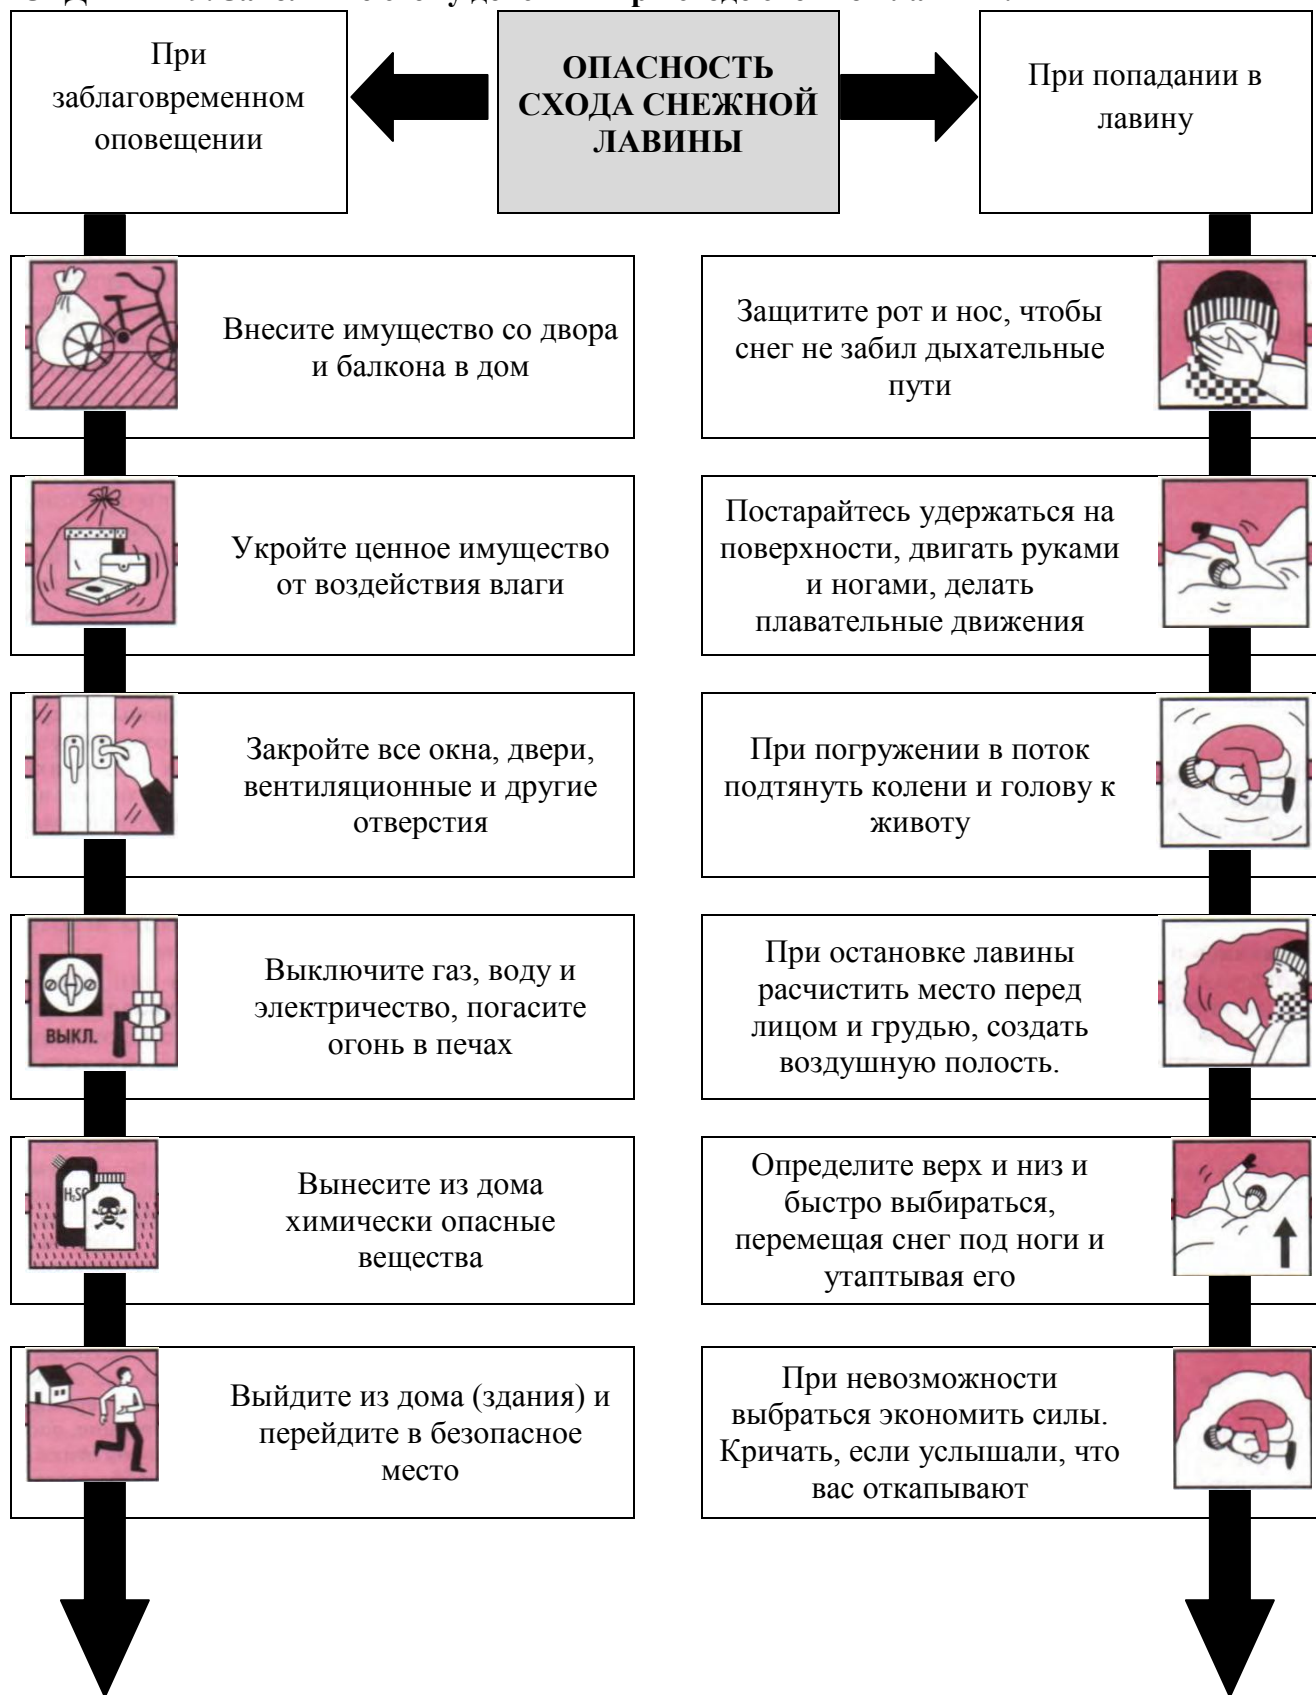 При
заблаговременном
оповещении
ОПАСНОСТЬ
СХОДА СНЕЖНОЙ
ЛАВИНЫ
При попадании в
лавину
Внесите имущество со двора
и балкона в дом
Укройте ценное имущество
от воздействия влаги
Закройте все окна, двери,
вентиляционные и другие
отверстия
ВЫКЛ.
Выключите газ, воду и
электричество, погасите
огонь в печах
Вынесите из дома
химически опасные
вещества
Выйдите из дома (здания) и
перейдите в безопасное
место
Защитите рот и нос, чтобы
снег не забил дыхательные
пути
Постарайтесь удержаться на
поверхности, двигать руками
и ногами, делать
плавательные движения
При погружении в поток
подтянуть колени и голову к
животу
При остановке лавины
расчистить место перед
лицом и грудью, создать
воздушную полость.
Определите верх и низ и
быстро выбираться,
перемещая снег под ноги и
утаптывая его
При невозможности
выбраться экономить силы.
Кричать, если услышали, что
вас откапывают